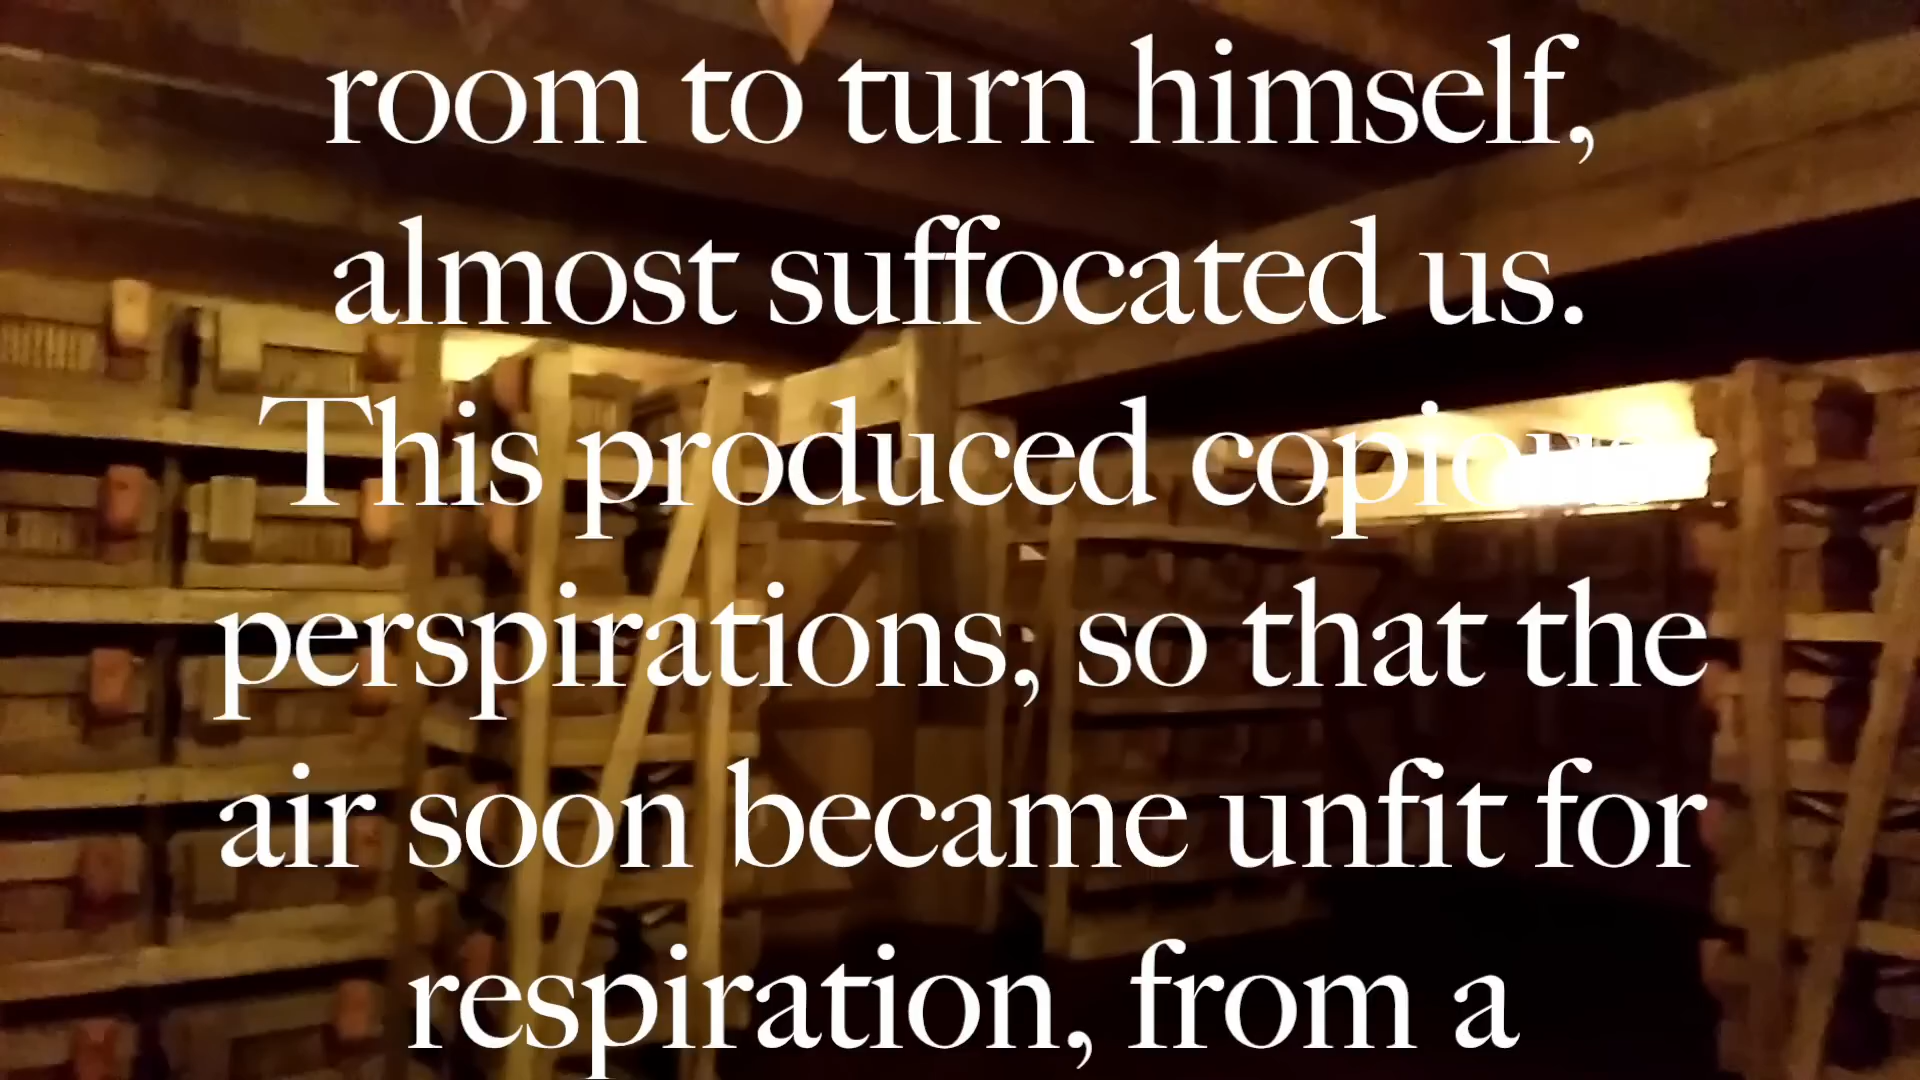 room to turn himself,
almost suffocated us.
This produced copious
perspirations, so that the
air soon became unfit for
respiration, from a